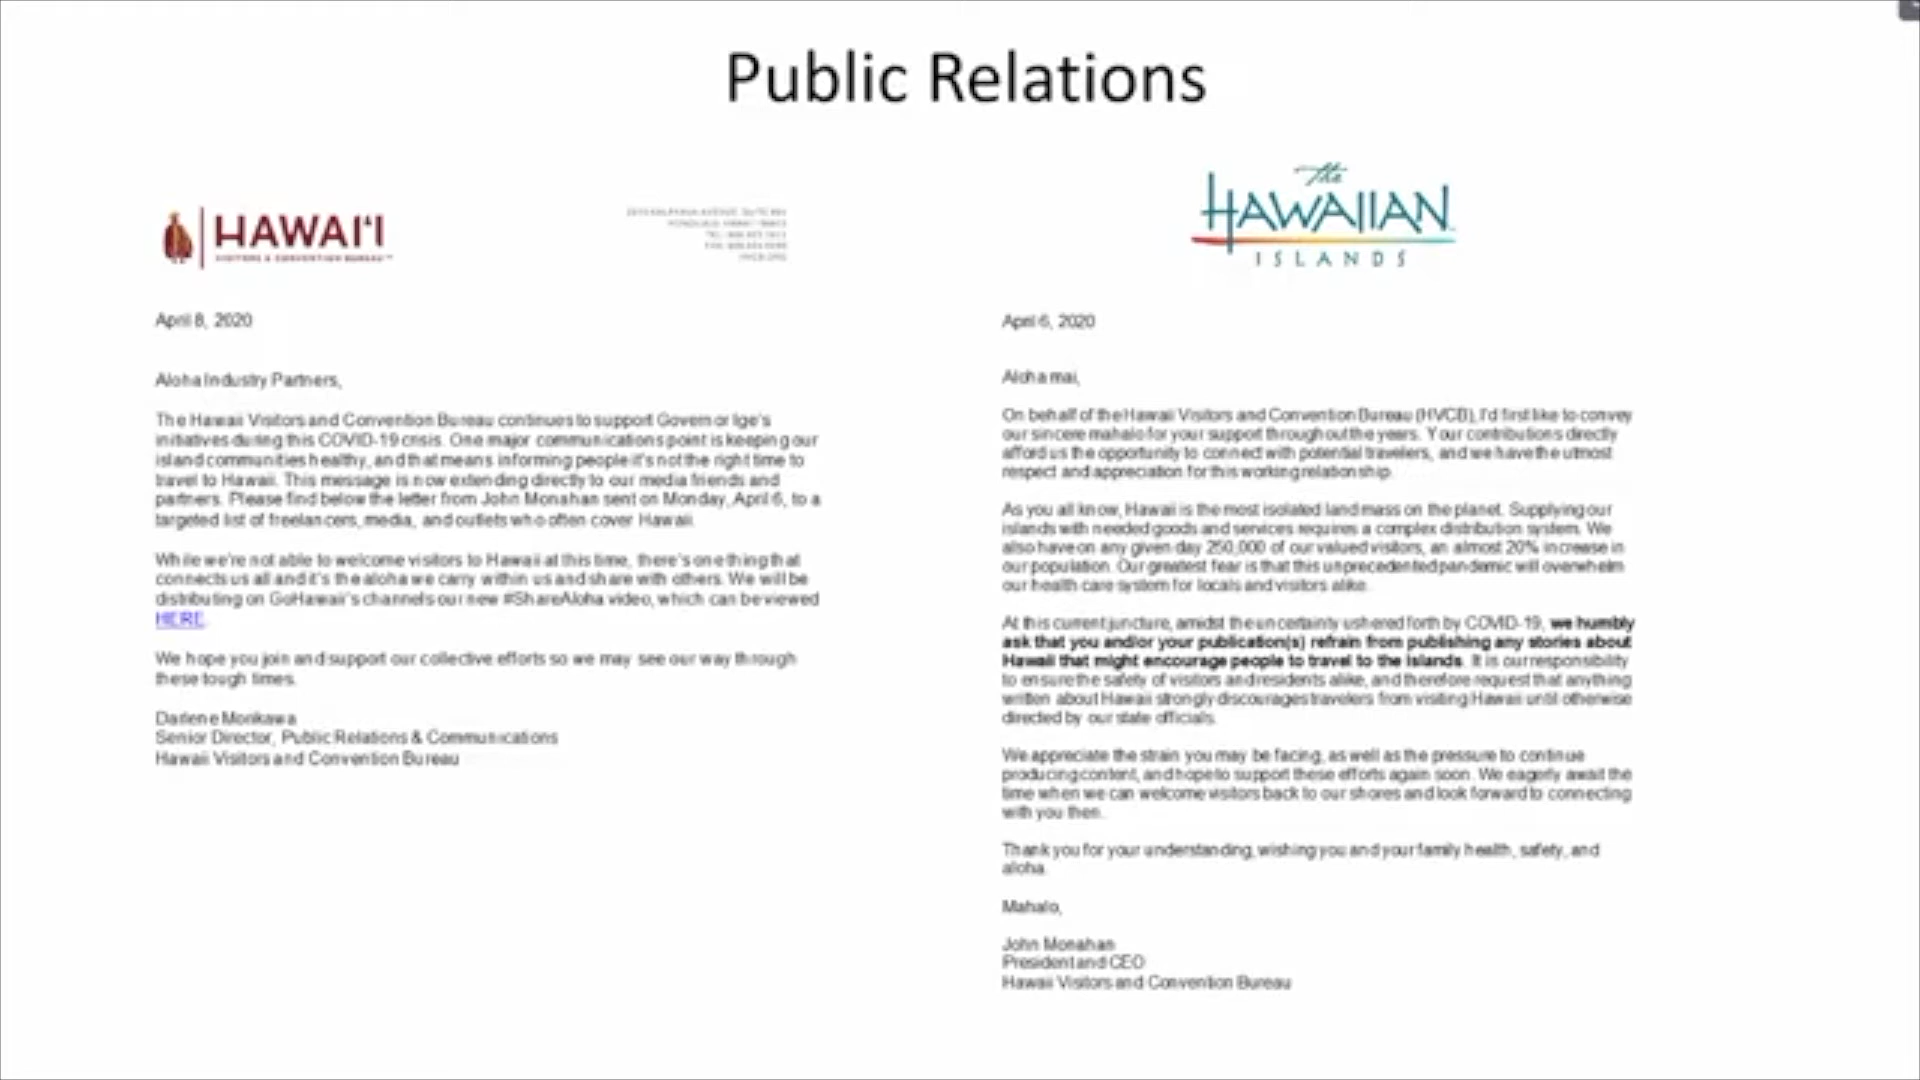 Public Relations
HAWAI‘I
VISITORS & CONVENTION BUREAU
April 8, 2020
Aloha Industry Partners,
The Hawaii Visitors and Convention Bureau continues to support Governor Ige's
initiatives during this COVID-19 crisis. One major communications point is keeping our
island communities healthy, and that means informing people it's not the right time to
travel to Hawaii. This message is now extending directly to our media friends and
partners. Please find below the letter from John Monahan sent on Monday, April 6, to a
targeted list of freelancers, media, and outlets who often cover Hawaii.
While we're not able to welcome visitors to Hawaii at this time, there's one thing that
connects us all and it's the aloha we carry within us and share with others. We will be
distributing on GoHawaii's channels our new #ShareAloha video, which can be viewed
HERE.
We hope you join and support our collective efforts so we may see our way through
these tough times.
Darlene Morikawa
Senior Director, Public Relations & Communications
Hawaii Visitors and Convention Bureau
The
HAWAIIAN
ISLANDS
April 6, 2020
Aloha mai,
On behalf of the Hawaii Visitors and Convention Bureau (HVCB), I'd first like to convey
our sincere mahalo for your support throughout the years. Your contributions directly
afford us the opportunity to connect with potential travelers, and we have the utmost
respect and appreciation for this working relationship.
As you all know, Hawaii is the most isolated land mass on the planet. Supplying our
islands with needed goods and services requires a complex distribution system. We
also have on any given day 250,000 of our valued visitors, an almost 20% increase in
our population. Our greatest fear is that this unprecedented pandemic will overwhelm
our health care system for locals and visitors alike.
At this current juncture, amidst the uncertainty ushered forth by COVID-19, we humbly
ask that you and/or your publication(s) refrain from publishing any stories about
Hawaii that might encourage people to travel to the Islands. It is our responsibility
to ensure the safety of visitors and residents alike, and therefore request that anything
written about Hawaii strongly discourages travelers from visiting Hawaii until otherwise
directed by our state officials.
We appreciate the strain you may be facing, as well as the pressure to continue
producing content, and hope to support these efforts again soon. We eagerly await the
time when we can welcome visitors back to our shores and look forward to connecting
with you then.
Thank you for your understanding, wishing you and your family health, safety, and
aloha.
Mahalo,
John Monahan
President and CEO
Hawaii Visitors and Convention Bureau